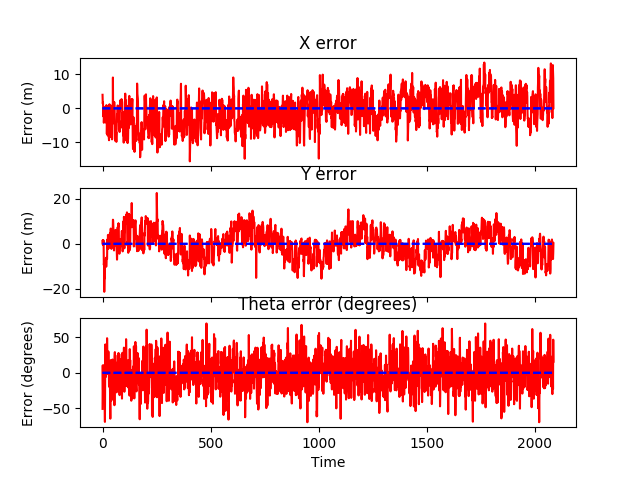 X error
10
0
−10
Error (m)
Y error
20
0
−20
Error (m)
Theta error (degrees)
50
0
−50
Error (degrees)
0 500 1000 1500 2000
Time